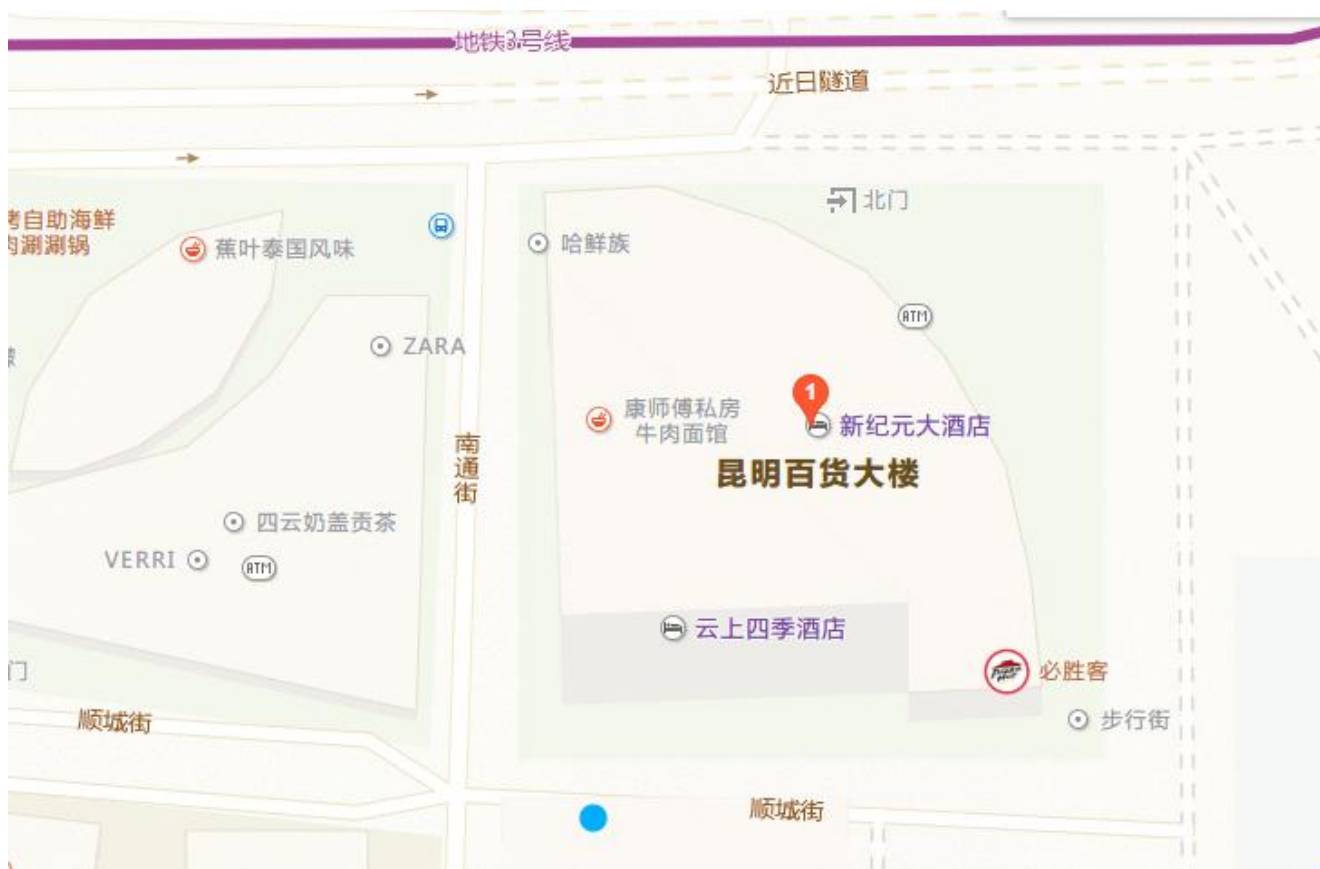 地铁3号线
近日隧道
北门
烤自助海鲜
肉涮涮锅
蕉叶泰国风味
哈鲜族
ATM
ZARA
1
康师傅私房
牛肉面馆
新纪元大酒店
昆明百货大楼
南通街
四云奶盖贡茶
VERRI
ATM
云上四季酒店
必胜客
门
步行街
顺城街
顺城街